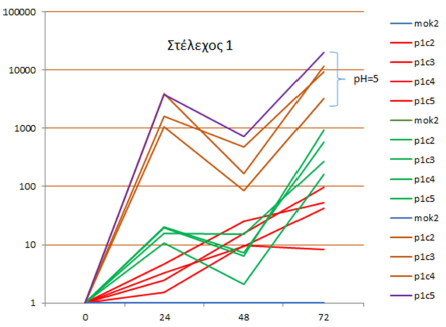 100000
10000
1000
100
10
1
0
24
48
72
Στέλεχος 1
pH=5
mok2
p1c2
p1c3
p1c4
p1c5
mok2
p1c2
p1c3
p1c4
p1c5
mok2
p1c2
p1c3
p1c4
p1c5